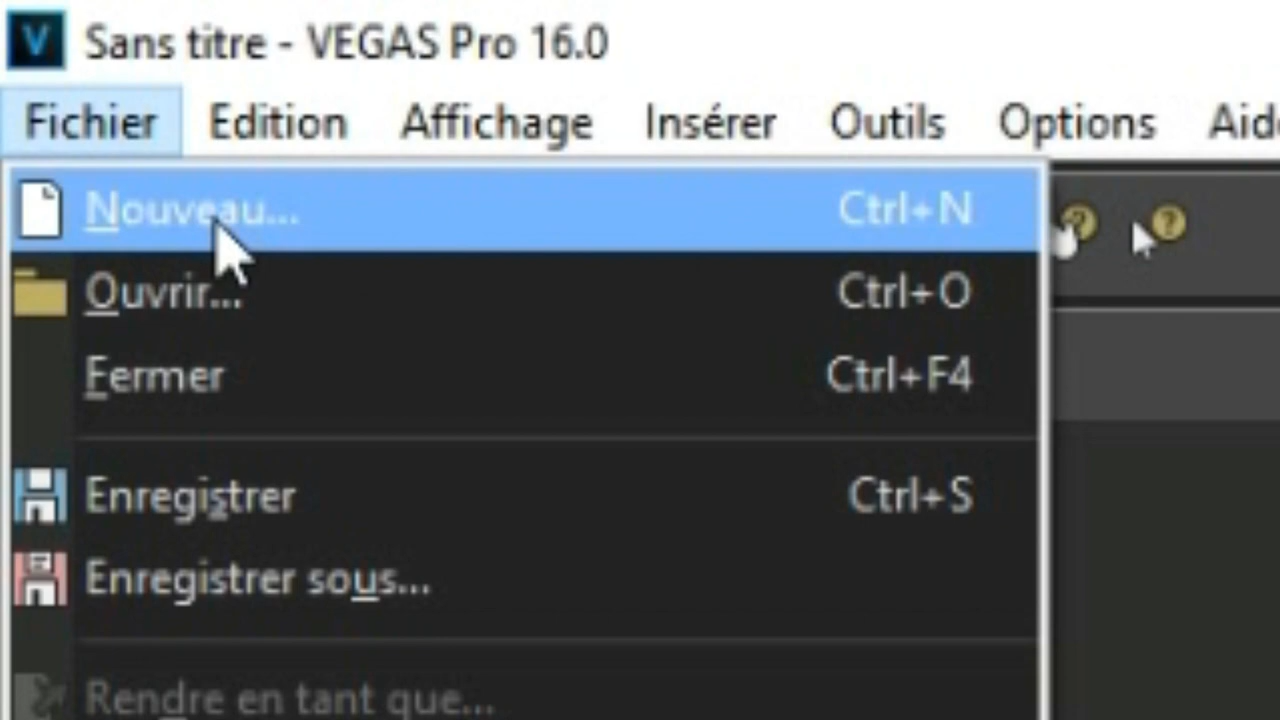 V Sans titre - VEGAS Pro 16.0
Fichier Edition Affichage Insérer Outils Options Aid
Nouveau... Ctrl+N
Ouvrir... Ctrl+O
Fermer Ctrl+F4
Enregistrer Ctrl+S
Enregistrer sous...
Rendre en tant que...